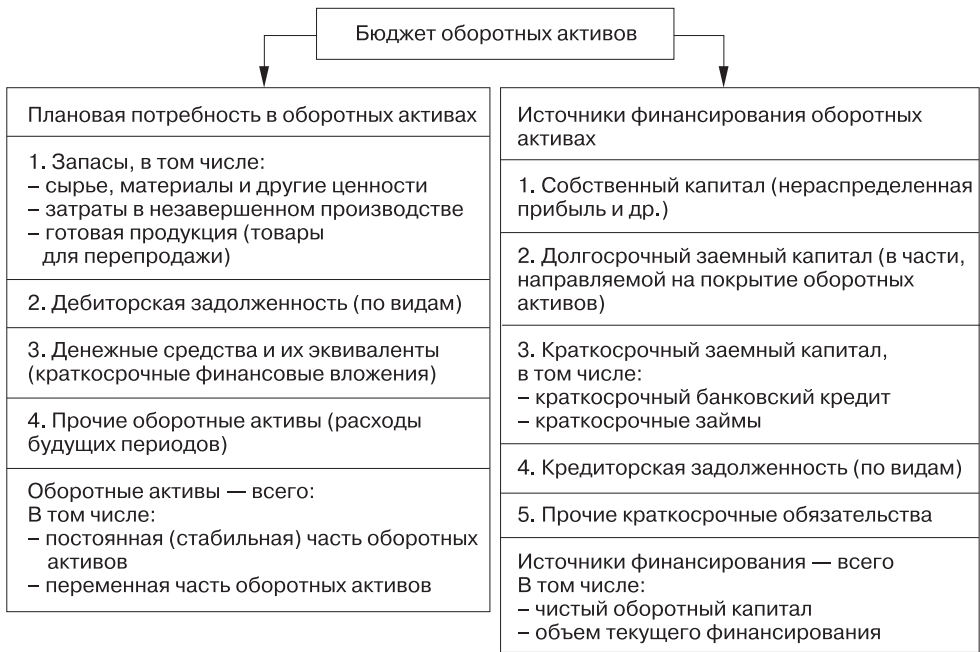 Бюджет оборотных активов
Плановая потребность в оборотных активах
1. Запасы, в том числе:
– сырье, материалы и другие ценности
– затраты в незавершенном производстве
– готовая продукция (товары
для перепродажи)
2. Дебиторская задолженность (по видам)
3. Денежные средства и их эквиваленты
(краткосрочные финансовые вложения)
4. Прочие оборотные активы (расходы
будущих периодов)
Оборотные активы — всего:
В том числе:
– постоянная (стабильная) часть оборотных
активов
– переменная часть оборотных активов
Источники финансирования оборотных
активах
1. Собственный капитал (нераспределенная
прибыль и др.)
2. Долгосрочный заемный капитал (в части,
направляемой на покрытие оборотных
активов)
3. Краткосрочный заемный капитал,
в том числе:
– краткосрочный банковский кредит
– краткосрочные займы
4. Кредиторская задолженность (по видам)
5. Прочие краткосрочные обязательства
Источники финансирования — всего
В том числе:
– чистый оборотный капитал
– объем текущего финансирования